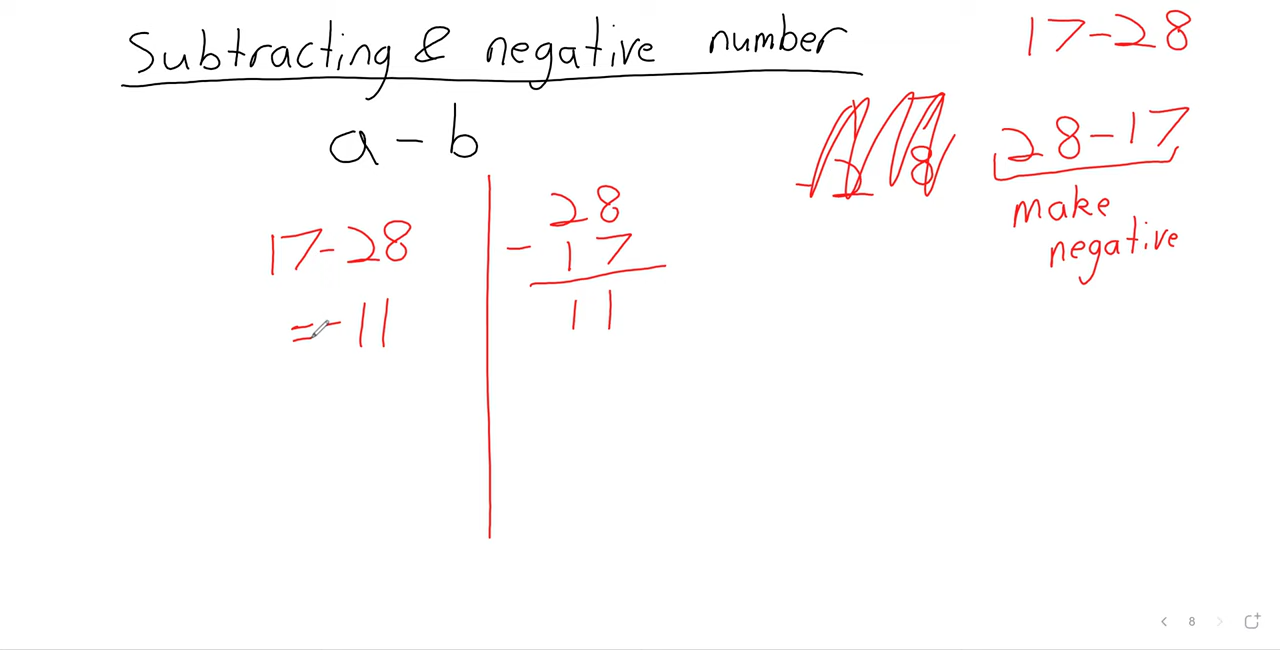 Subtracting & negative number
a - b
17-28
= -11
28
- 17
11
17-28
28-17
make
negative
8